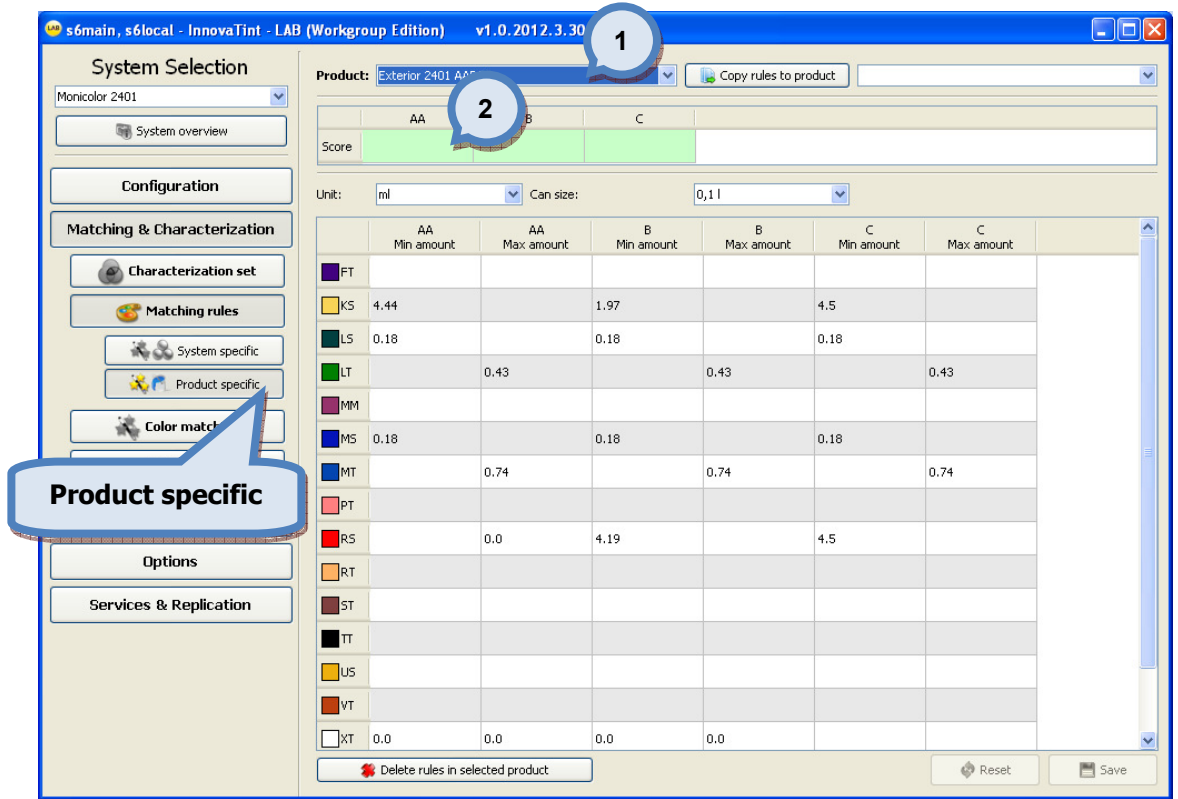 s6main, s6local - InnovaTint - LAB (Workgroup Edition) v1.0.2012.3.30
1
System Selection
Monicolor 2401
System overview
Configuration
Matching & Characterization
Characterization set
Matching rules
System specific
Product specific
Color match
Product specific
Options
Services & Replication
Product: Exterior 2401 Copy rules to product
2
AA B C
Score
Unit: ml Can size: 0,1 l
AA Min amount AA Max amount B Min amount B Max amount C Min amount C Max amount
FT
KS 4.44 1.97 4.5
LS 0.18 0.18 0.18
LT 0.43 0.43 0.43
MM
MS 0.18 0.18 0.18
MT 0.74 0.74 0.74
PT
RS 0.0 4.19 4.5
RT
ST
TT
US
VT
XT 0.0 0.0 0.0 0.0
Delete rules in selected product Reset Save